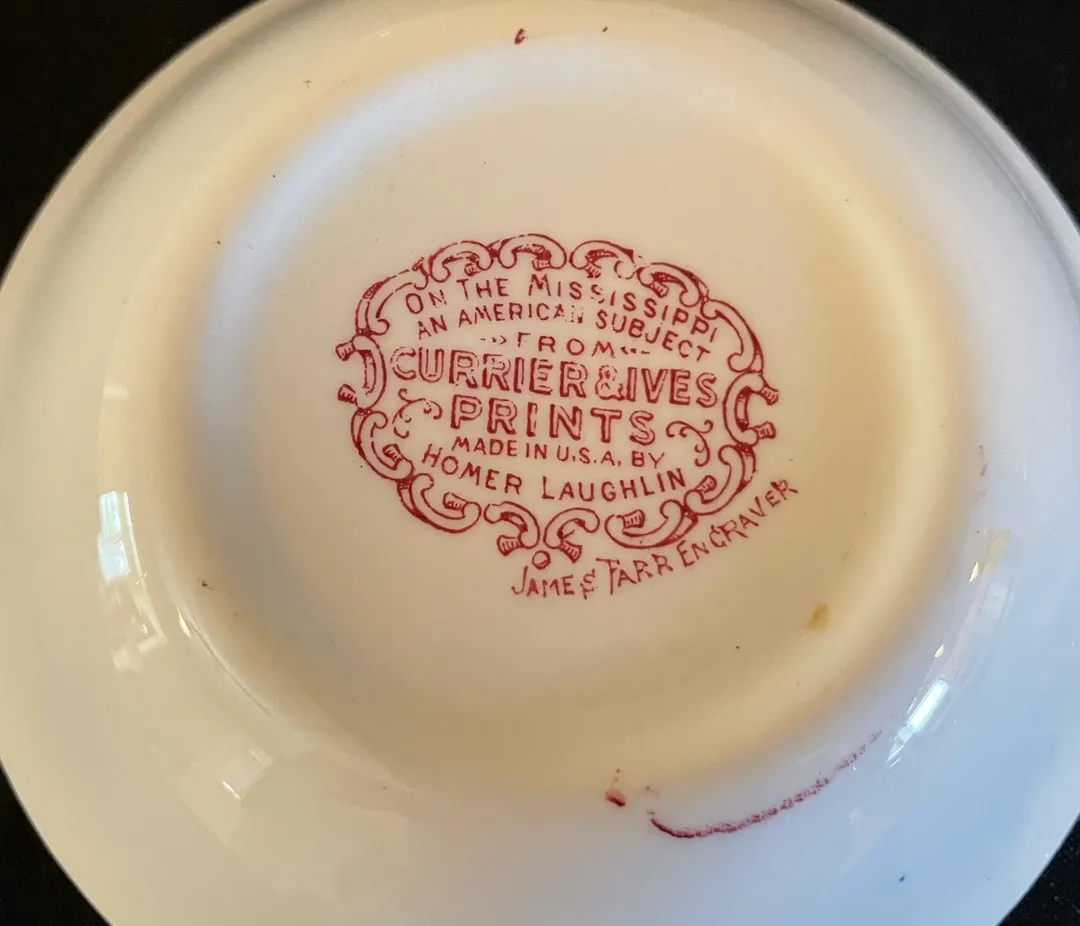 ON THE MISSISSIPPI
AN AMERICAN SUBJECT
FROM
CURRIER & IVES
PRINTS
MADE IN U.S.A. BY
HOMER LAUGHLIN
JAMES TARR ENGRAVER